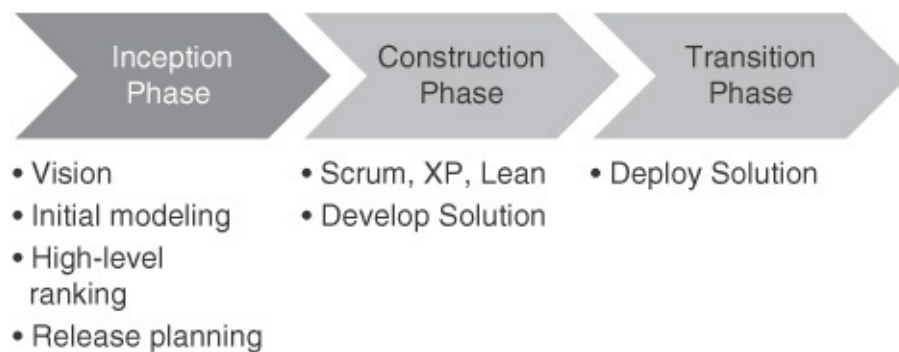 Inception
Phase
Construction
Phase
Transition
Phase
• Vision
• Initial modeling
• High-level
ranking
• Release planning
• Scrum, XP, Lean
• Develop Solution
• Deploy Solution